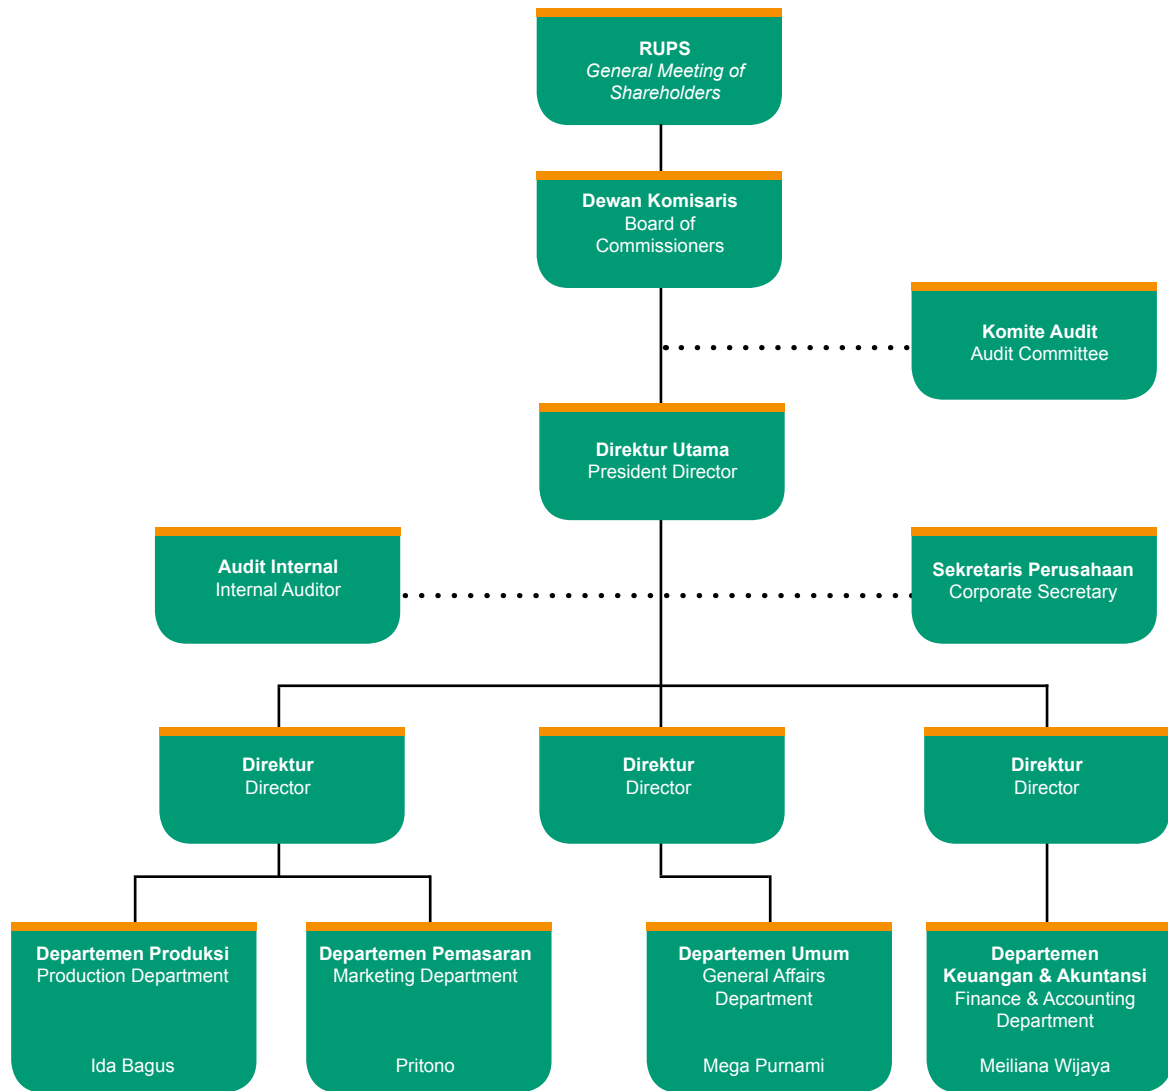 RUPS
General Meeting of
Shareholders
Dewan Komisaris
Board of
Commissioners
Komite Audit
Audit Committee
Direktur Utama
President Director
Audit Internal
Internal Auditor
Sekretaris Perusahaan
Corporate Secretary
Direktur
Director
Direktur
Director
Direktur
Director
Departemen Produksi
Production Department
Ida Bagus
Departemen Pemasaran
Marketing Department
Pritono
Departemen Umum
General Affairs
Department
Mega Purnami
Departemen
Keuangan & Akuntansi
Finance & Accounting
Department
Meiliana Wijaya